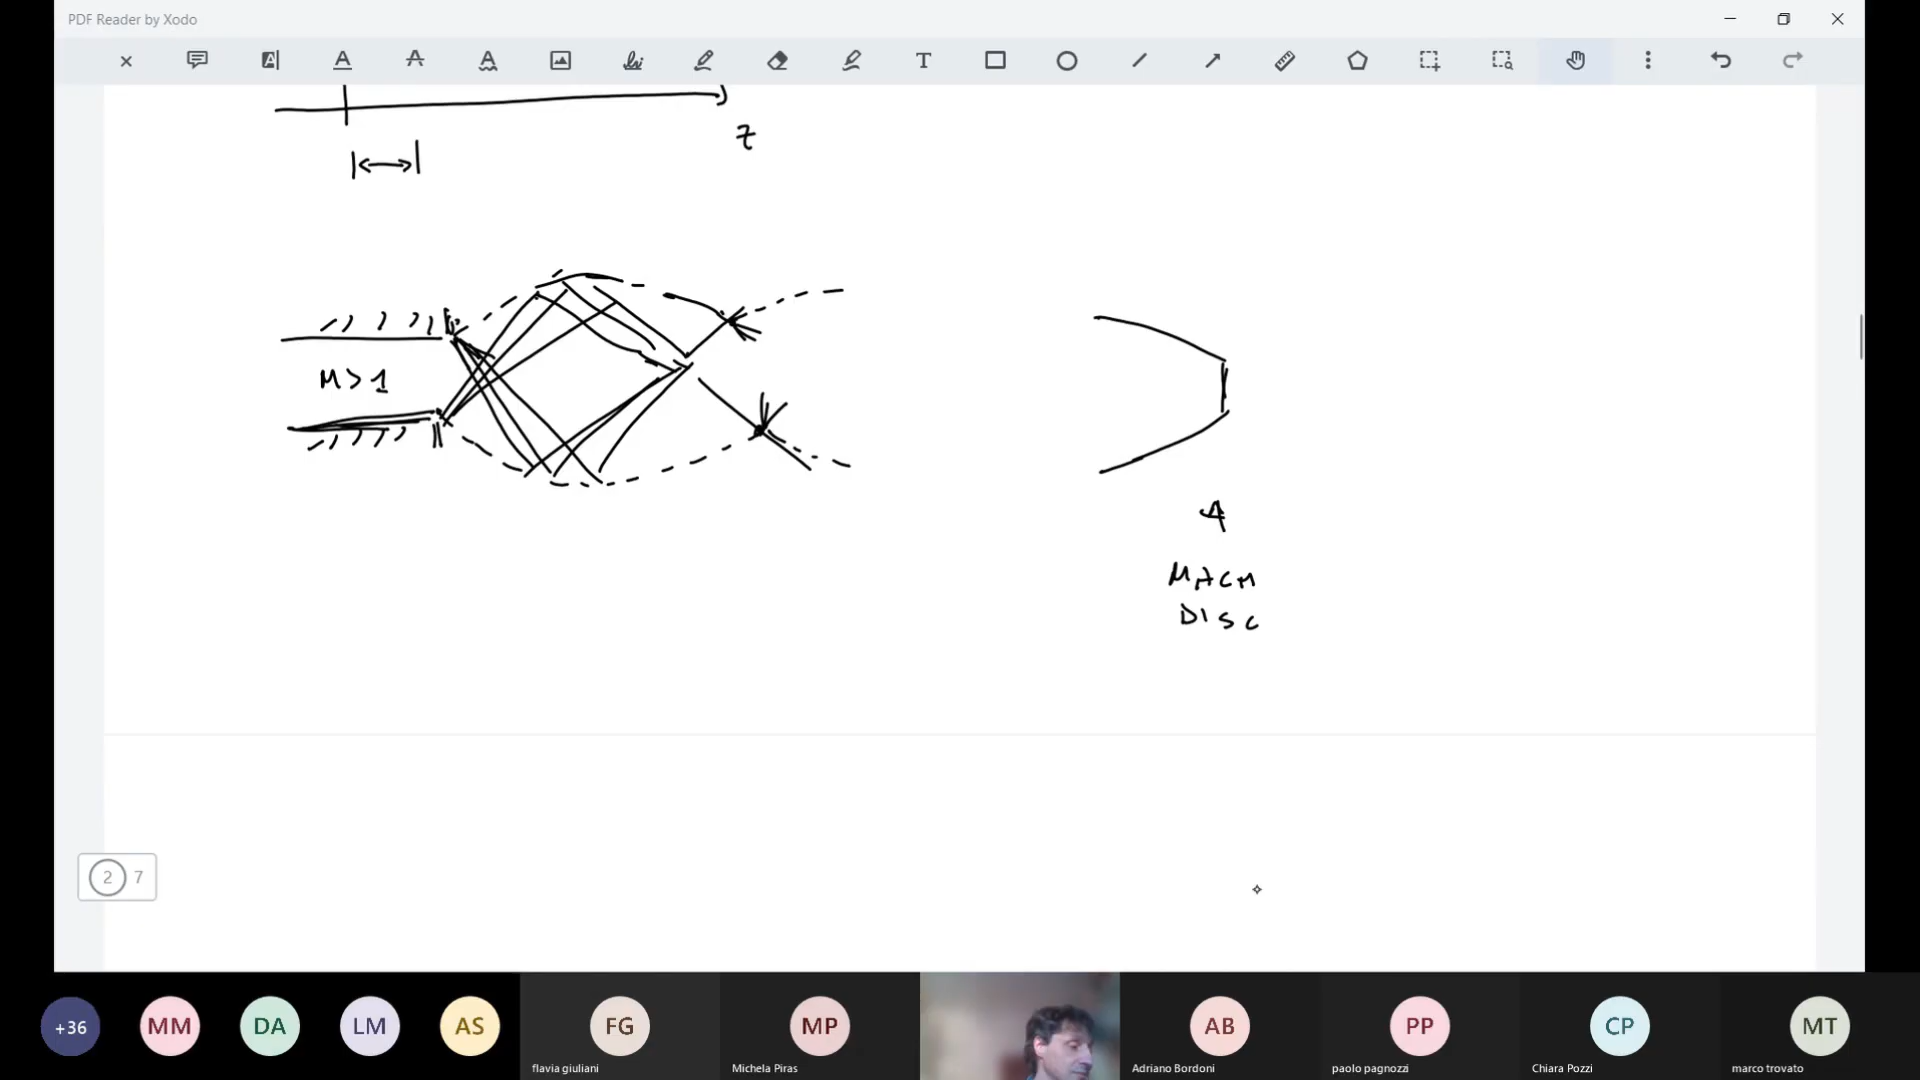 PDF Reader by Xodo
z
M > 1
MACH
DISC
2 7
+36
MM
DA
LM
AS
FG
MP
AB
PP
CP
MT
flavia giuliani
Michela Piras
Adriano Bordoni
paolo pagnozzi
Chiara Pozzi
marco trovato